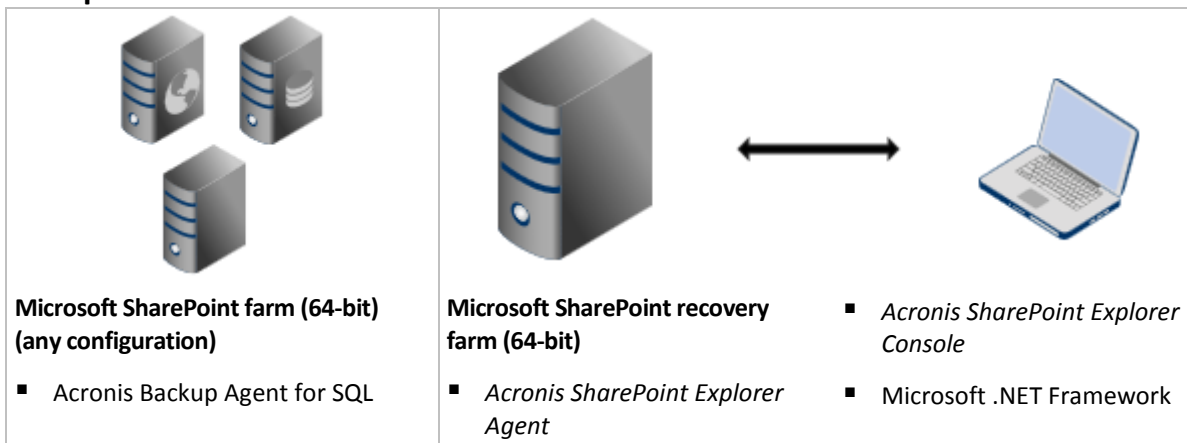 Microsoft SharePoint farm (64-bit)
(any configuration)
■ Acronis Backup Agent for SQL
Microsoft SharePoint recovery
farm (64-bit)
■ Acronis SharePoint Explorer
Agent
■ Acronis SharePoint Explorer
Console
■ Microsoft .NET Framework